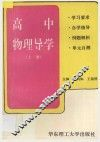 高中
物理导学
（上册）
·学习要求
·自学指导
·例题解析
·单元自测
华东理工大学出版社